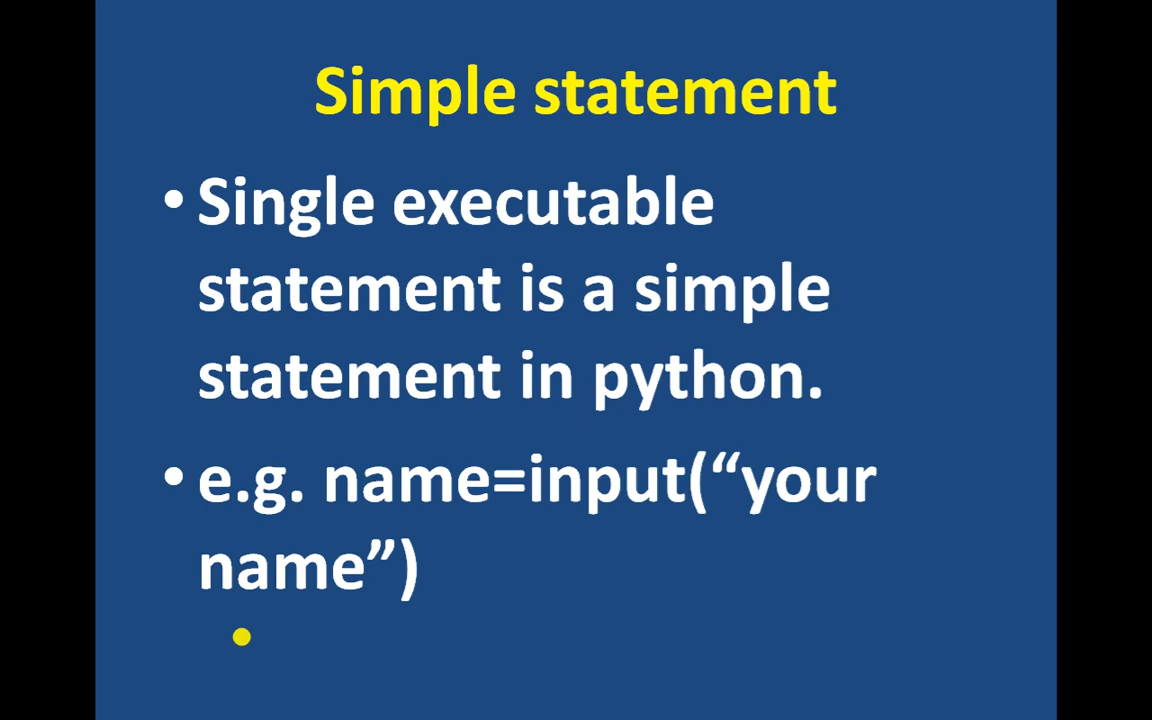 Simple statement
• Single executable
statement is a simple
statement in python.
• e.g. name=input(“your
name”)